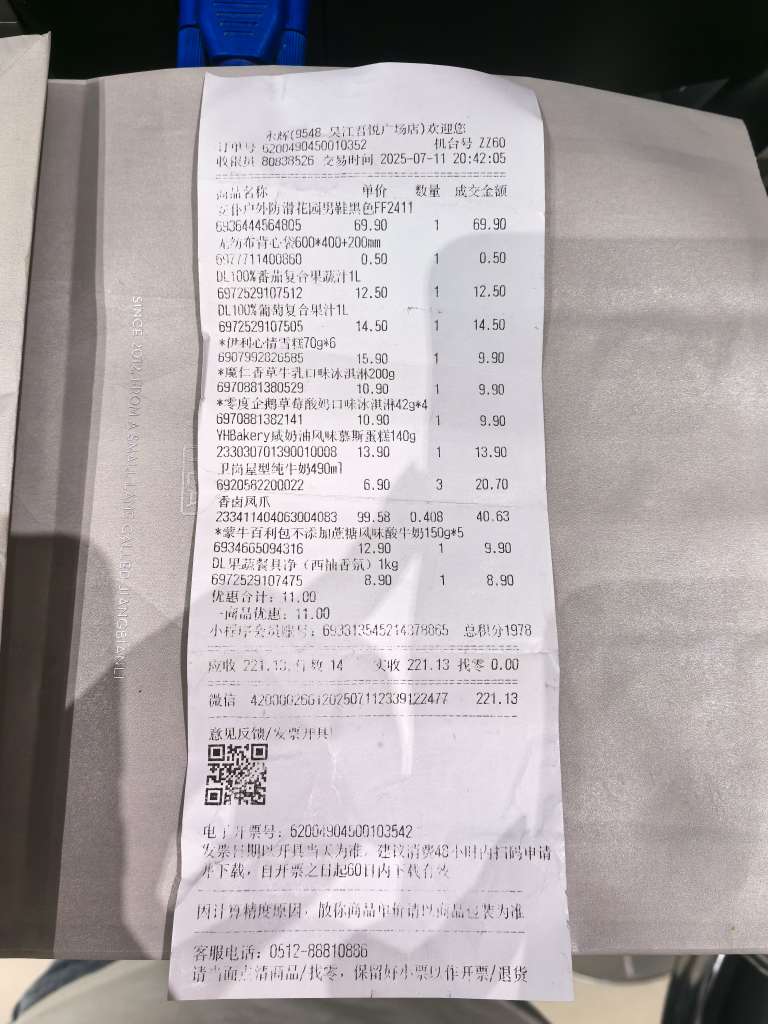 永辉(9548 吴江吾悦广场店)欢迎您
订单号 6200490450010352 机台号 ZZ60
收银员 80838526 交易时间 2025-07-11 20:42:05
商品名称 单价 数量 成交金额
户外防滑花园男鞋黑色FF2411
6936444564805 69.90 1 69.90
无纺布背心袋600*400+200mm
6977711400860 0.50 1 0.50
DL100%番茄复合果蔬汁1L
6972529107512 12.50 1 12.50
DL100%葡萄复合果汁1L
6972529107505 14.50 1 14.50
*伊利心情雪糕70g*6
6907992826585 15.90 1 9.90
*魔仁香草牛乳口味冰淇淋200g
6970881380529 10.90 1 9.90
*零度企鹅草莓酸奶口味冰淇淋42g*4
6970881382141 10.90 1 9.90
YHBakery咸奶油风味慕斯蛋糕140g
233030701390010008 13.90 1 13.90
卫岗屋型纯牛奶490ml
6920582200022 6.90 3 20.70
香卤凤爪
233411404063004083 99.58 0.408 40.63
*蒙牛百利包不添加蔗糖风味酸牛奶150g*5
6934665094316 12.90 1 9.90
DL果蔬餐具净（西柚香氛）1kg
6972529107475 8.90 1 8.90
优惠合计：11.00
-商品优惠：11.00
小程序会员账号：693313545214378065 总积分1978
应收 221.13 件数 14 实收 221.13 找零 0.00
微信 4200002601202507112339122477 221.13
意见反馈/发票开具
电子开票号：62004904500103542
发票日期以开具当天为准，建议消费48小时内扫码申请
并下载，自开票之日起60日内下载有效
因计算精度原因，散称商品单价请以商品包装为准
客服电话：0512-86810886
请当面点清商品/找零，保留好小票以作开票/退货